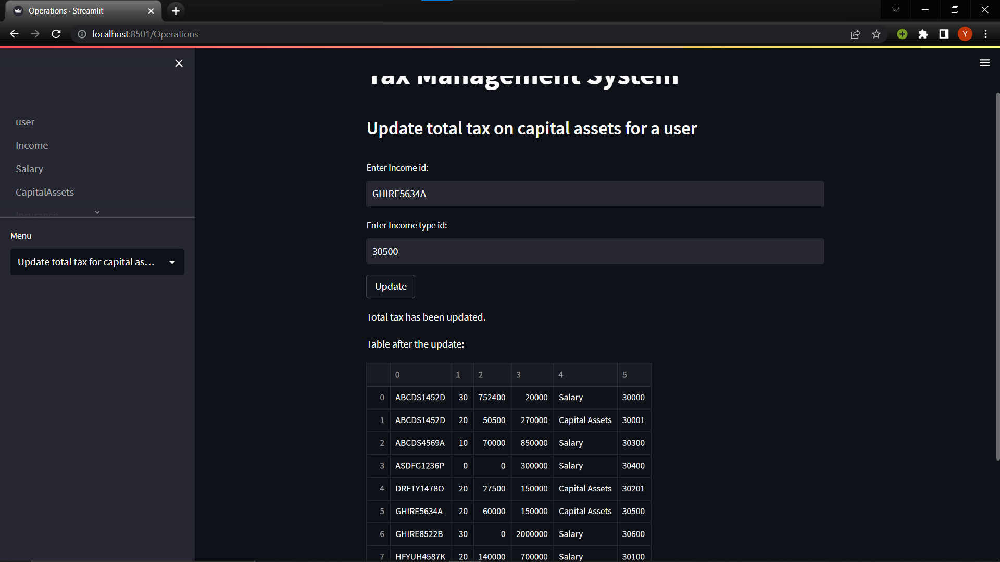 Operations · Streamlit
localhost:8501/Operations
Y
user
Income
Salary
CapitalAssets
Insurance
Menu
Update total tax for capital as...
Tax Management System
Update total tax on capital assets for a user
Enter Income id:
GHIRE5634A
Enter Income type id:
30500
Update
Total tax has been updated.
Table after the update:
0 1 2 3 4 5
0 ABCDS1452D 30 752400 20000 Salary 30000
1 ABCDS1452D 20 50500 270000 Capital Assets 30001
2 ABCDS4569A 10 70000 850000 Salary 30300
3 ASDFG1236P 0 0 300000 Salary 30400
4 DRFTY1478O 20 27500 150000 Capital Assets 30201
5 GHIRE5634A 20 60000 150000 Capital Assets 30500
6 GHIRE8522B 30 0 2000000 Salary 30600
7 HFYUH4587K 20 140000 700000 Salary 30100